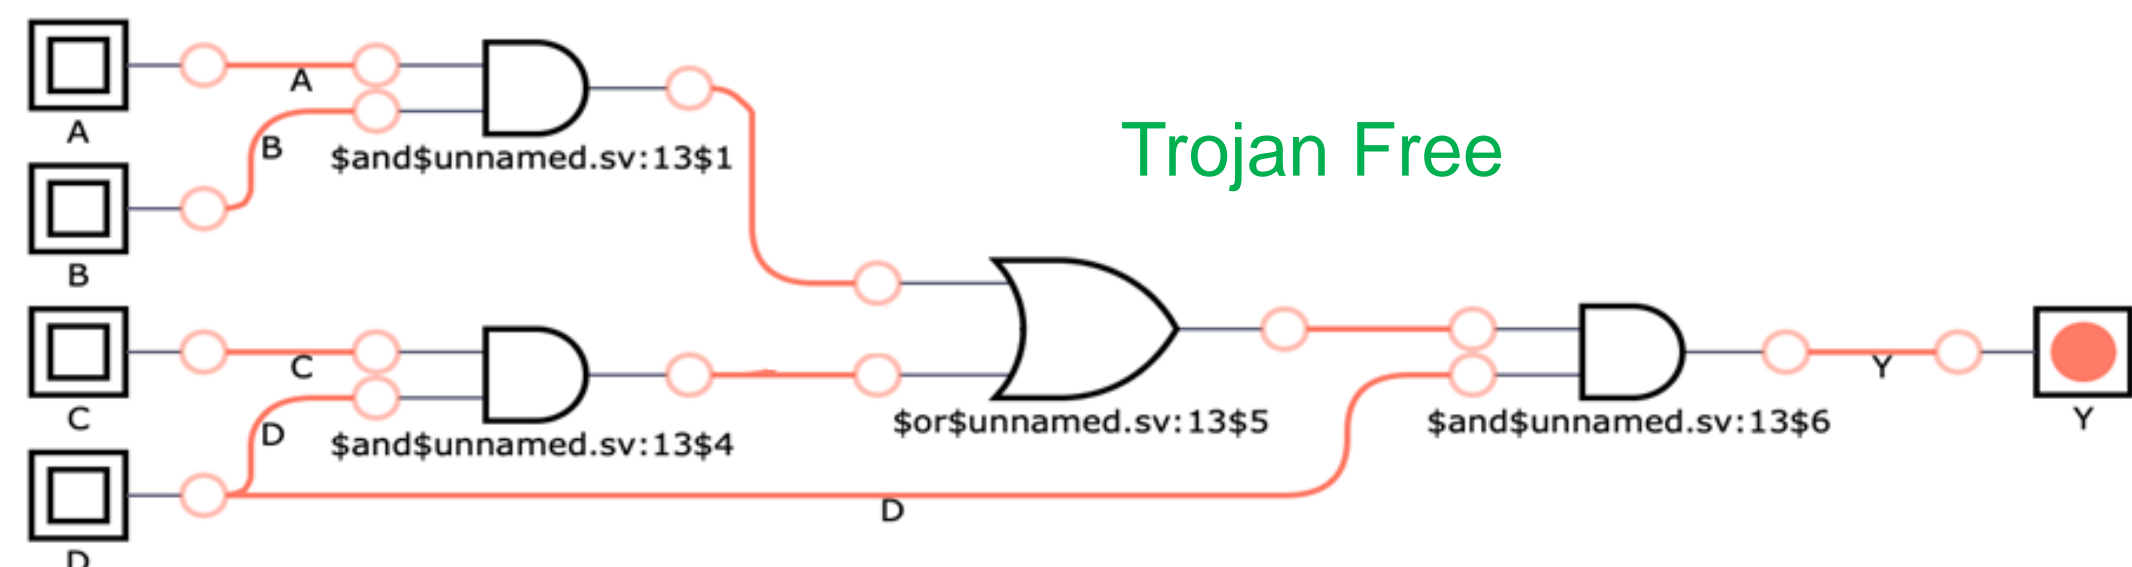 A
A
B
$and$unnamed.sv:13$1
Trojan Free
B
C
C
D
$and$unnamed.sv:13$4
$or$unnamed.sv:13$5
$and$unnamed.sv:13$6
Y
Y
D
D